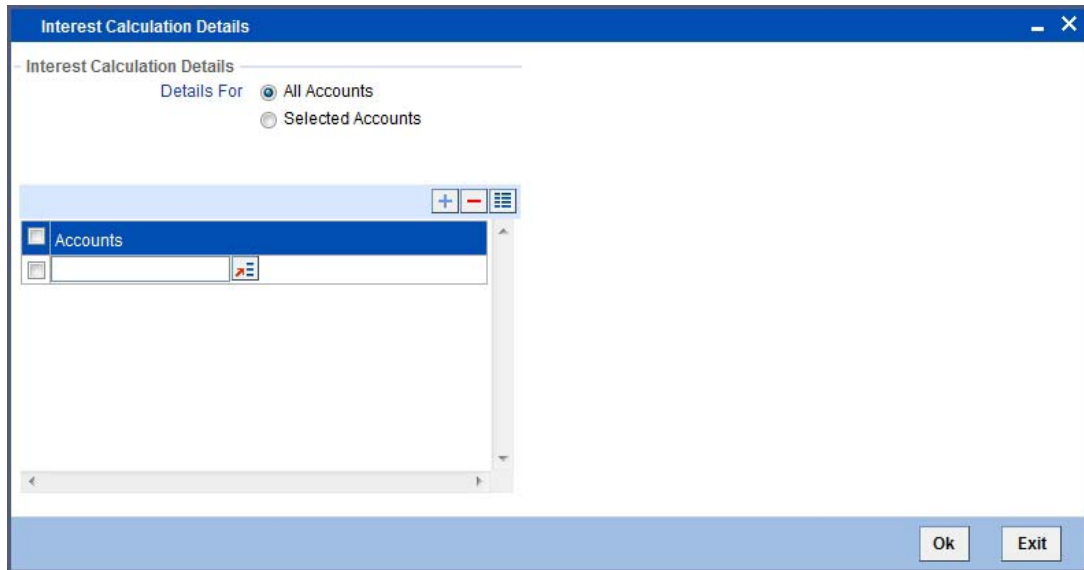 Interest Calculation Details
Interest Calculation Details
Details For All Accounts
Selected Accounts
Accounts
Ok Exit